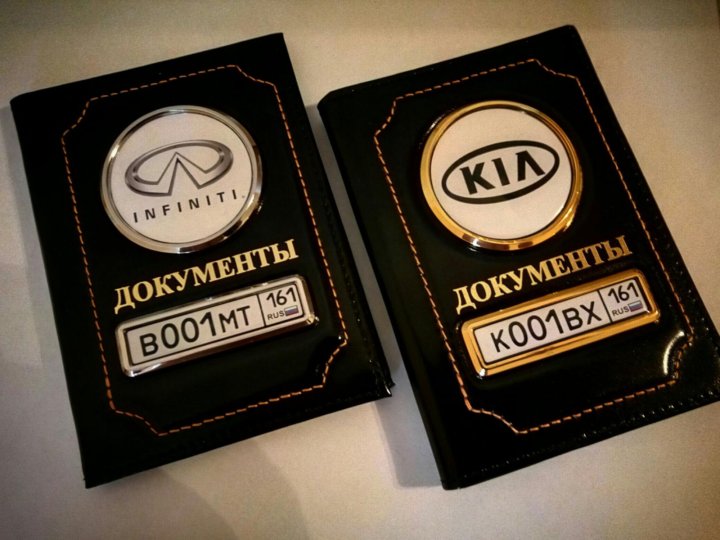 INFINITI
ДОКУМЕНТЫ
В001МТ 161
RUS
KIA
ДОКУМЕНТЫ
К001ВХ 161
RUS